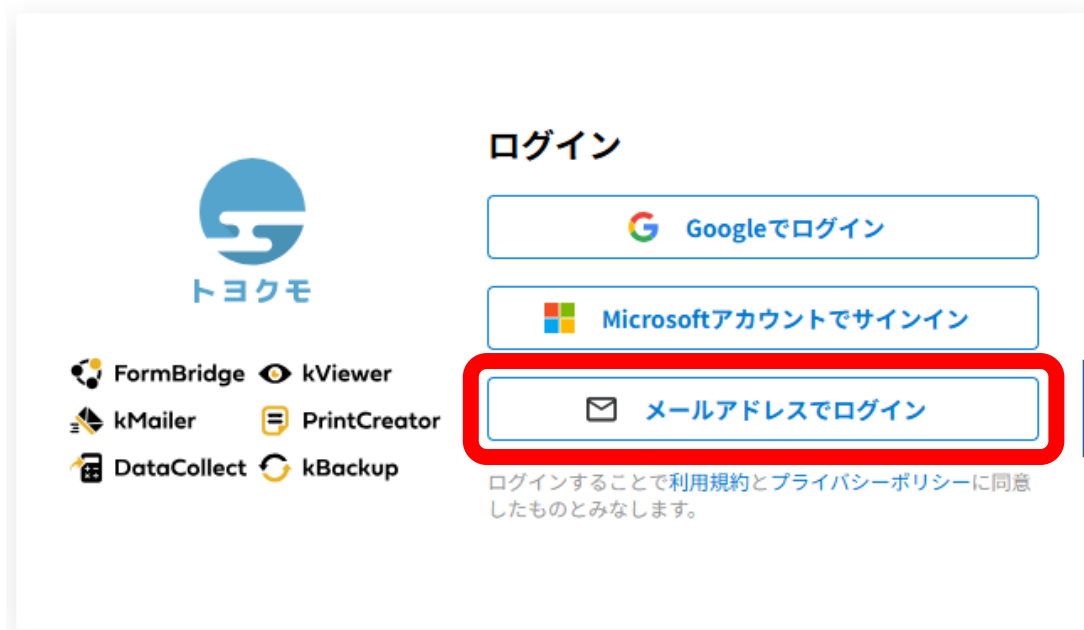 ログイン
Googleでログイン
Microsoftアカウントでサインイン
メールアドレスでログイン
ログインすることで利用規約とプライバシーポリシーに同意
したものとみなします。
トヨクモ
FormBridge kViewer
kMailer PrintCreator
DataCollect kBackup